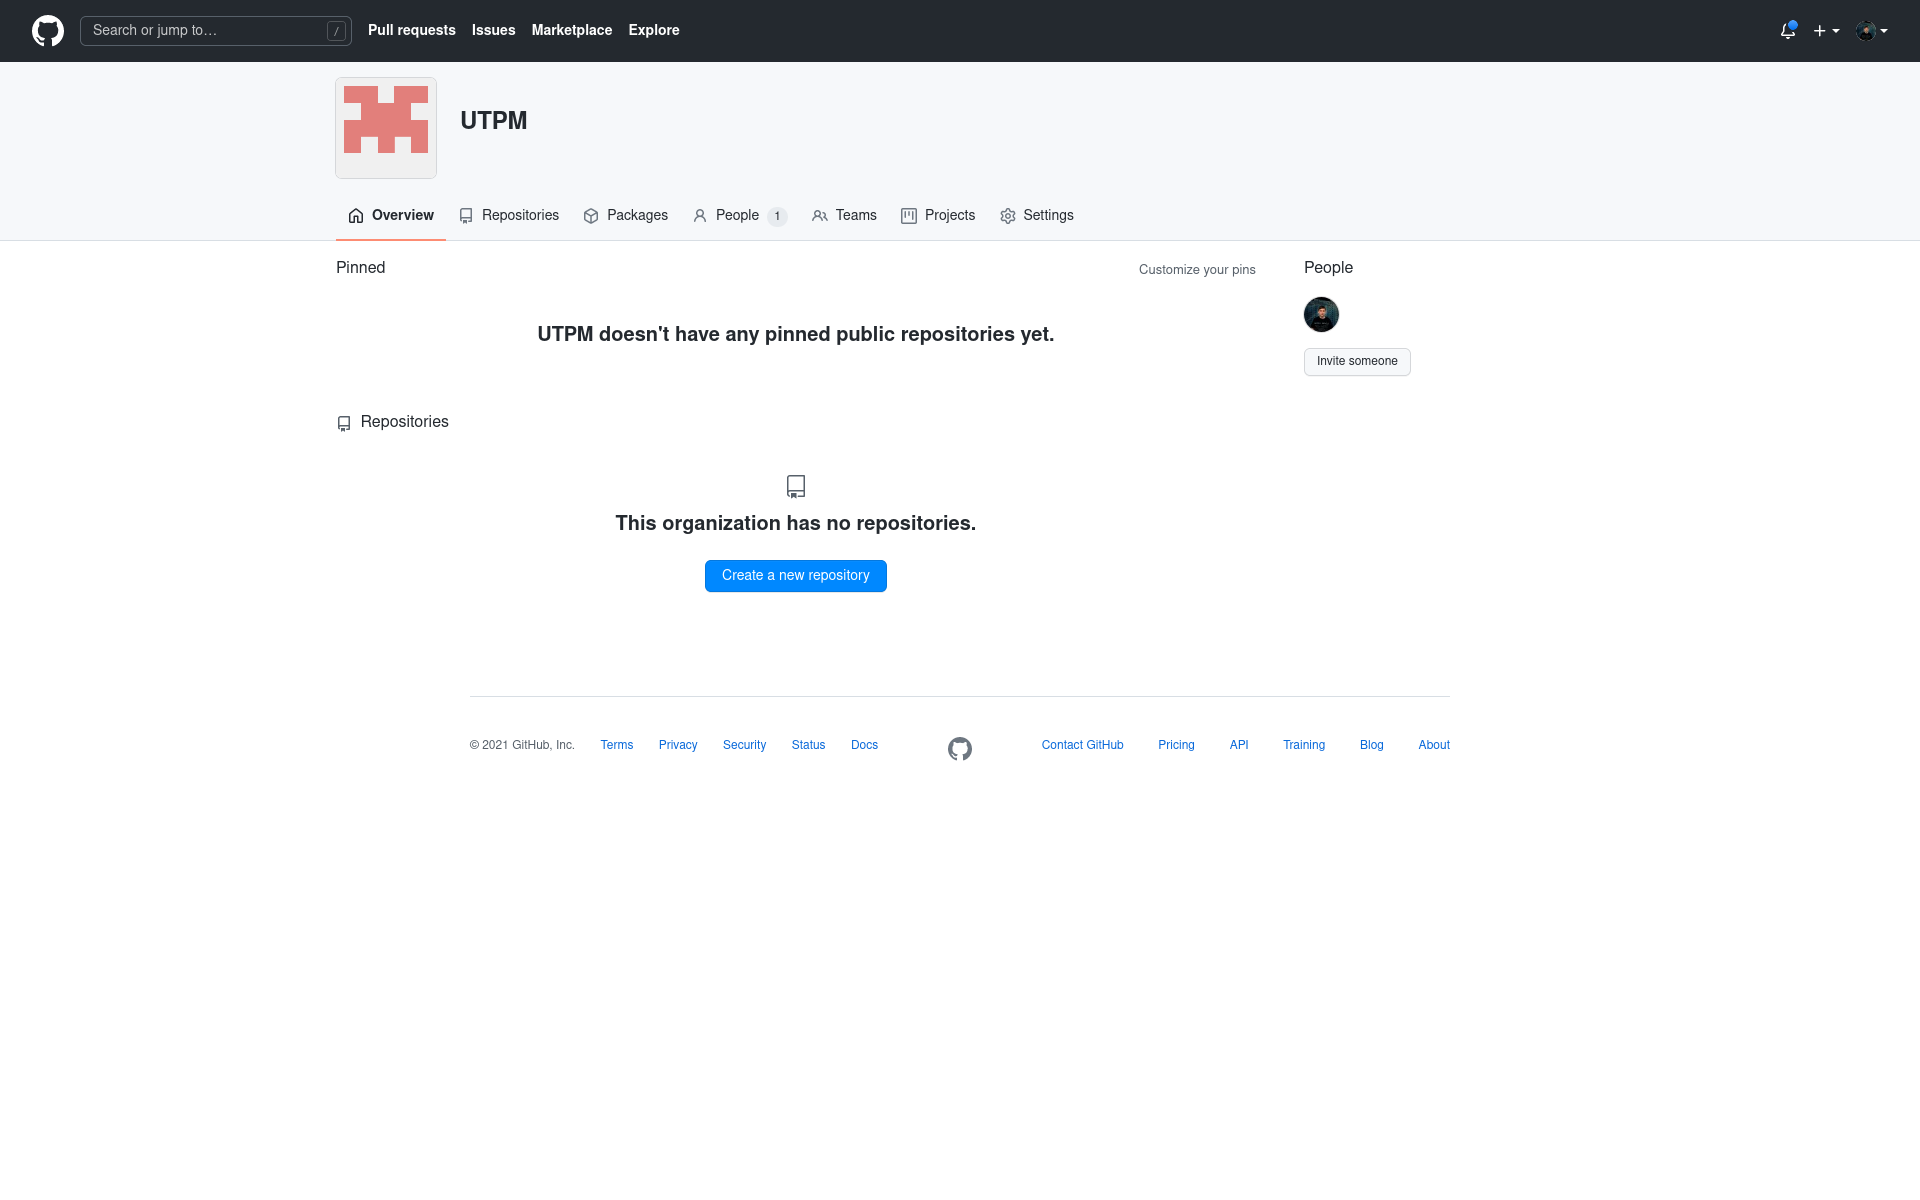 Search or jump to… /
Pull requests Issues Marketplace Explore
UTPM
Overview Repositories Packages People 1 Teams Projects Settings
Pinned
Customize your pins
UTPM doesn't have any pinned public repositories yet.
Repositories
This organization has no repositories.
Create a new repository
People
Invite someone
© 2021 GitHub, Inc. Terms Privacy Security Status Docs Contact GitHub Pricing API Training Blog About